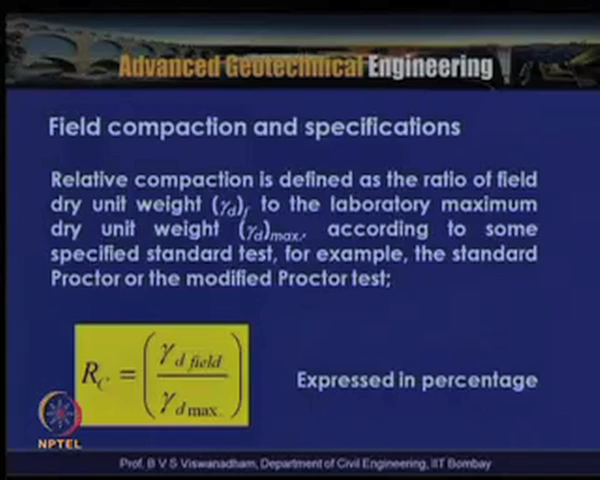 Advanced Geotechnical Engineering
Field compaction and specifications
Relative compaction is defined as the ratio of field
dry unit weight (γd)f to the laboratory maximum
dry unit weight (γd)max., according to some
specified standard test, for example, the standard
Proctor or the modified Proctor test;
R_C = (γ_d field / γ_d max.)
Expressed in percentage
NPTEL
Prof. B V S Viswanadham, Department of Civil Engineering, IIT Bombay